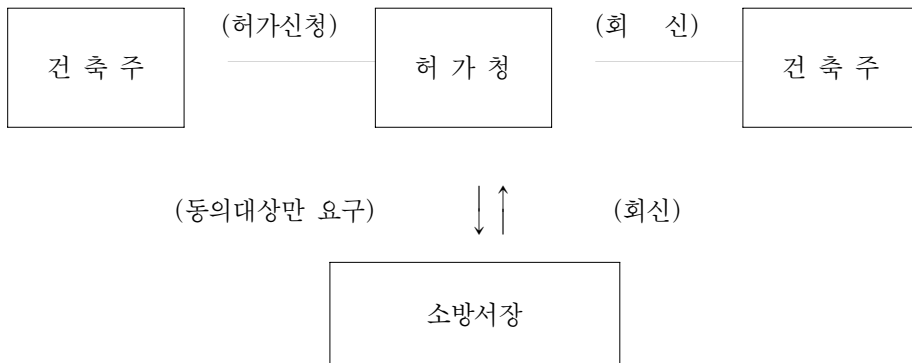 (허가신청)
(회 신)
건 축 주
허 가 청
건 축 주
(동의대상만 요구)
(회신)
소방서장